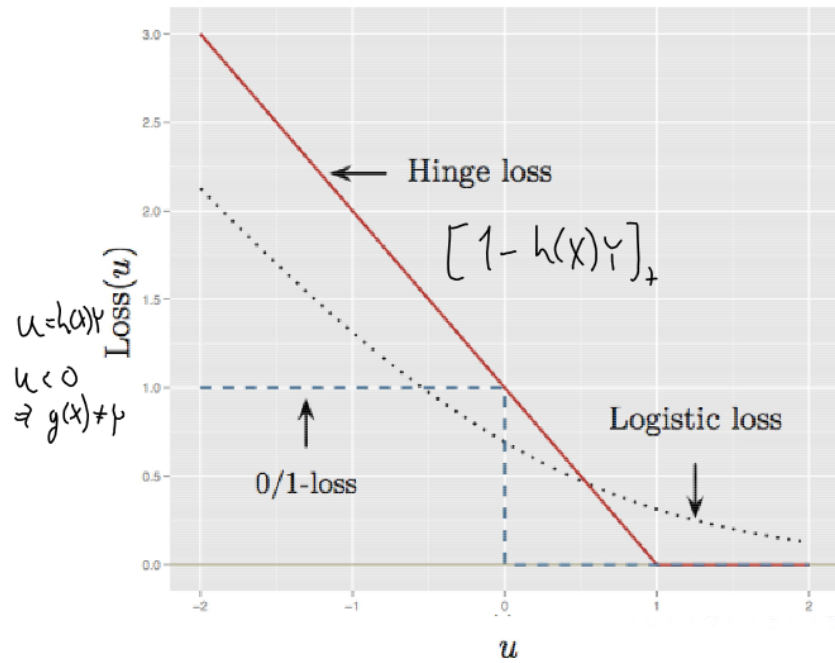 3.0
2.5
Hinge loss
2.0
[1 - h(X)Y]₊
Loss(u)
1.5
u = h(X)Y
u < 0
1.0
⇒ g(X) ≠ Y
Logistic loss
0/1-loss
0.5
0.0
-2 -1 0 1 2
u